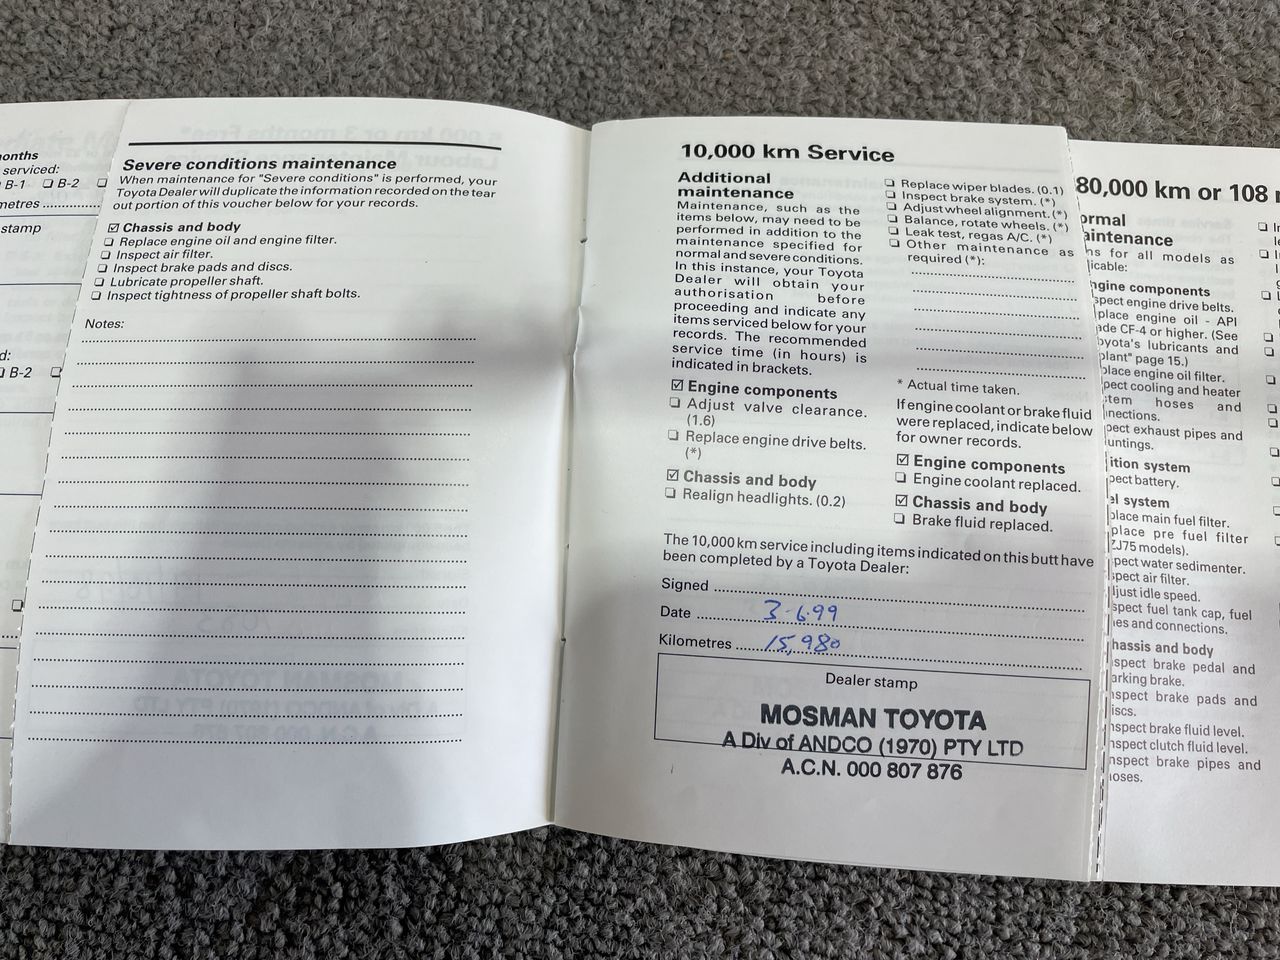 onths
serviced:
B-1 ❑ B-2 ❑
metres
stamp
d:
❑ B-2 ❑
❑
Severe conditions maintenance
When maintenance for "Severe conditions" is performed, your
Toyota Dealer will duplicate the information recorded on the tear
out portion of this voucher below for your records.
☑ Chassis and body
❑ Replace engine oil and engine filter.
❑ Inspect air filter.
❑ Inspect brake pads and discs.
❑ Lubricate propeller shaft.
❑ Inspect tightness of propeller shaft bolts.
Notes:
10,000 km Service
Additional
maintenance
Maintenance, such as the
items below, may need to be
performed in addition to the
maintenance specified for
normal and severe conditions.
In this instance, your Toyota
Dealer will obtain your
authorisation before
proceeding and indicate any
items serviced below for your
records. The recommended
service time (in hours) is
indicated in brackets.
☑ Engine components
❑ Adjust valve clearance.
(1.6)
❑ Replace engine drive belts.
(*)
☑ Chassis and body
❑ Realign headlights. (0.2)
❑ Replace wiper blades. (0.1)
❑ Inspect brake system. (*)
❑ Adjust wheel alignment. (*)
❑ Balance, rotate wheels. (*)
❑ Leak test, regas A/C. (*)
❑ Other maintenance as
required (*):
* Actual time taken.
If engine coolant or brake fluid
were replaced, indicate below
for owner records.
☑ Engine components
❑ Engine coolant replaced.
☑ Chassis and body
❑ Brake fluid replaced.
The 10,000 km service including items indicated on this butt have
been completed by a Toyota Dealer:
Signed
Date 3-6.99
Kilometres 15,980
Dealer stamp
MOSMAN TOYOTA
A Div of ANDCO (1970) PTY LTD
A.C.N. 000 807 876
80,000 km or 108
ormal
aintenance
ns for all models as
licable:
ngine components
spect engine drive belts.
place engine oil - API
ade CF-4 or higher. (See
oyota's lubricants and
plant" page 15.)
place engine oil filter.
pect cooling and heater
tem hoses and
nnections.
pect exhaust pipes and
untings.
ition system
pect battery.
el system
place main fuel filter.
place pre fuel filter
ZJ75 models).
pect water sedimenter.
spect air filter.
just idle speed.
spect fuel tank cap, fuel
es and connections.
hassis and body
spect brake pedal and
arking brake.
nspect brake pads and
iscs.
nspect brake fluid level.
nspect clutch fluid level.
nspect brake pipes and
oses.